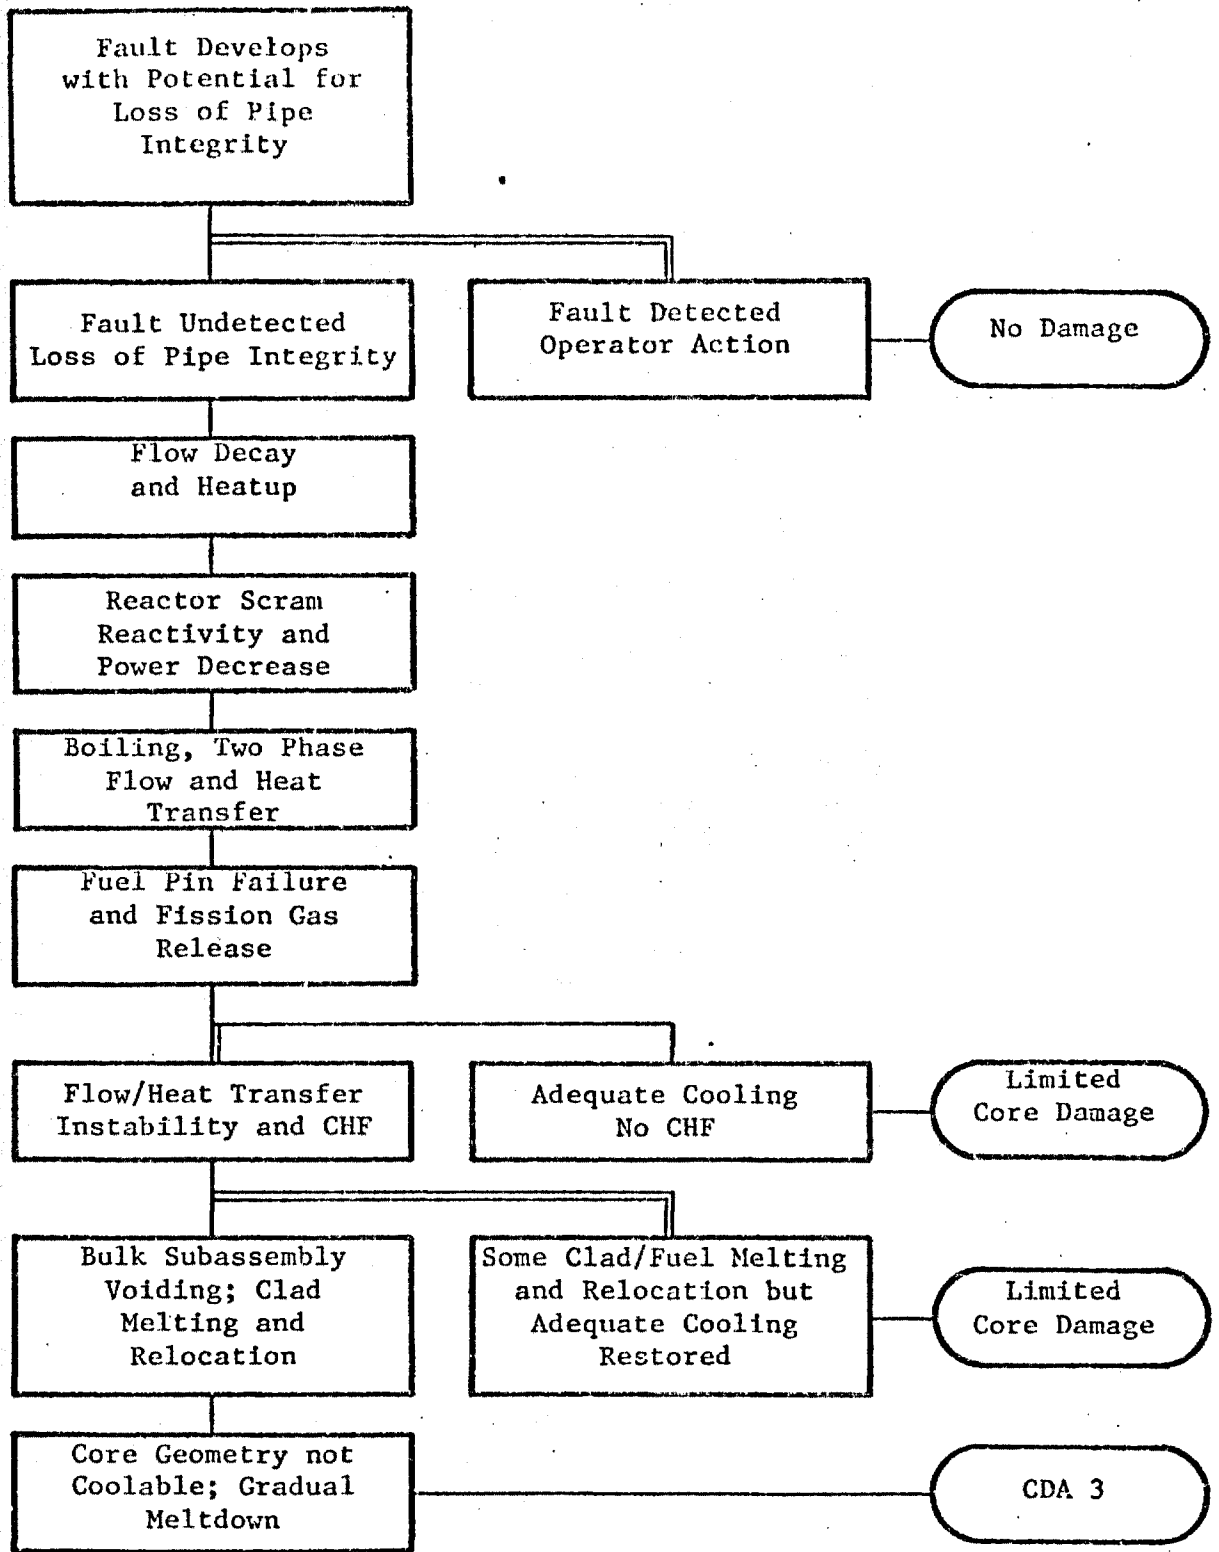 Fault Develops
with Potential for
Loss of Pipe
Integrity
Fault Undetected
Loss of Pipe Integrity
Fault Detected
Operator Action
No Damage
Flow Decay
and Heatup
Reactor Scram
Reactivity and
Power Decrease
Boiling, Two Phase
Flow and Heat
Transfer
Fuel Pin Failure
and Fission Gas
Release
Flow/Heat Transfer
Instability and CHF
Adequate Cooling
No CHF
Limited
Core Damage
Bulk Subassembly
Voiding; Clad
Melting and
Relocation
Some Clad/Fuel Melting
and Relocation but
Adequate Cooling
Restored
Limited
Core Damage
Core Geometry not
Coolable; Gradual
Meltdown
CDA 3